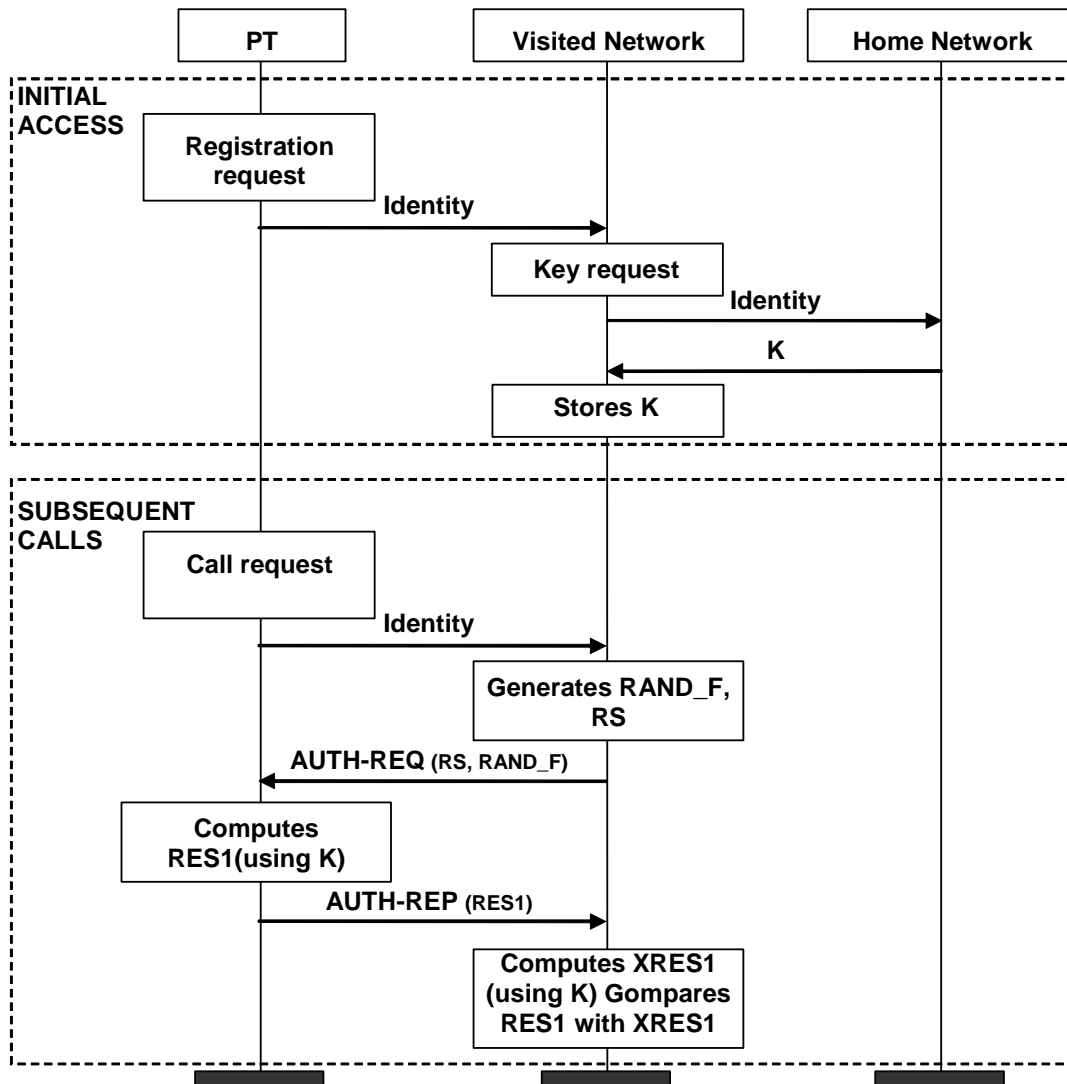 PT
Visited Network
Home Network
INITIAL
ACCESS
Registration
request
Identity
Key request
Identity
K
Stores K
SUBSEQUENT
CALLS
Call request
Identity
Generates RAND_F,
RS
AUTH-REQ (RS, RAND_F)
Computes
RES1(using K)
AUTH-REP (RES1)
Computes XRES1
(using K) Gompares
RES1 with XRES1